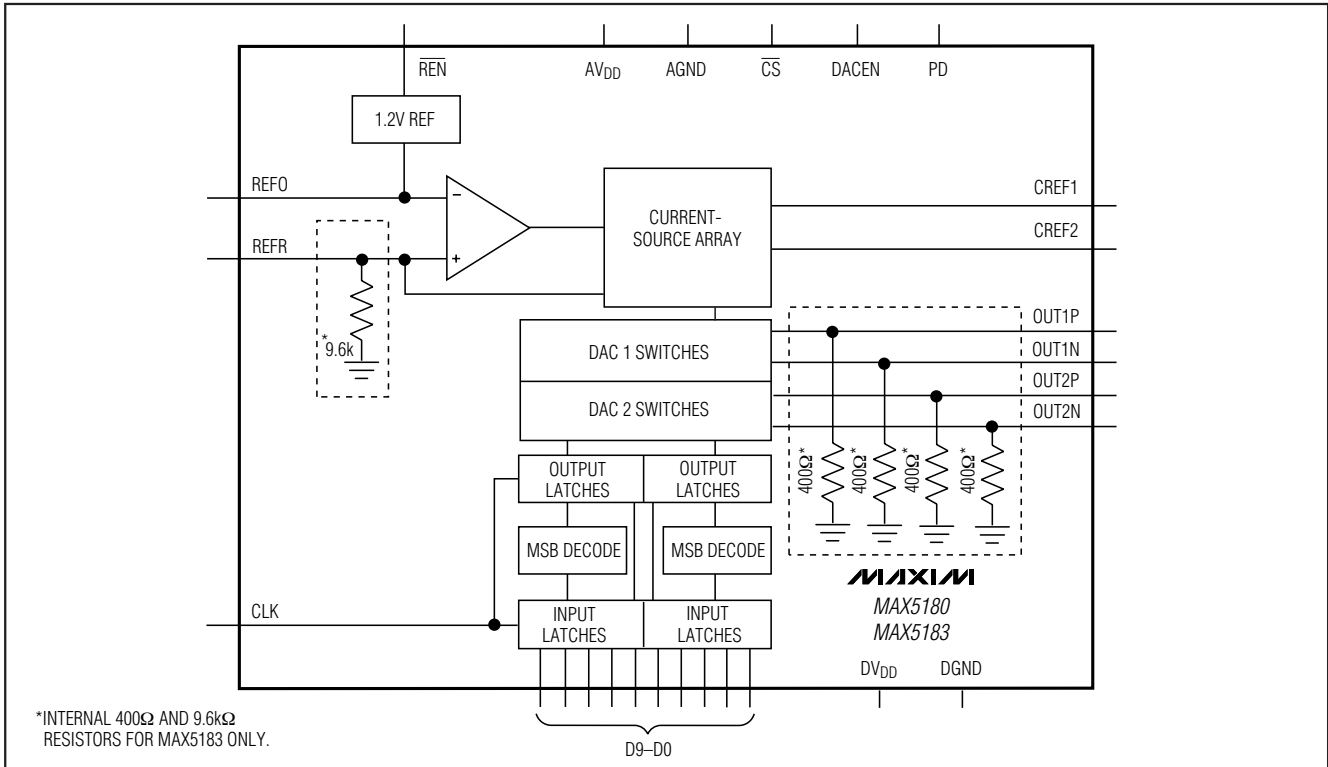 REN
AVDD
AGND
CS
DACEN
PD
1.2V REF
REFO
REFR
−
+
*
9.6k
CURRENT-
SOURCE ARRAY
CREF1
CREF2
DAC 1 SWITCHES
DAC 2 SWITCHES
OUT1P
OUT1N
OUT2P
OUT2N
400Ω*
400Ω*
400Ω*
400Ω*
OUTPUT
LATCHES
OUTPUT
LATCHES
MSB DECODE
MSB DECODE
CLK
INPUT
LATCHES
INPUT
LATCHES
MAXIM
MAX5180
MAX5183
DVDD
DGND
D9–D0
*INTERNAL 400Ω AND 9.6kΩ
RESISTORS FOR MAX5183 ONLY.